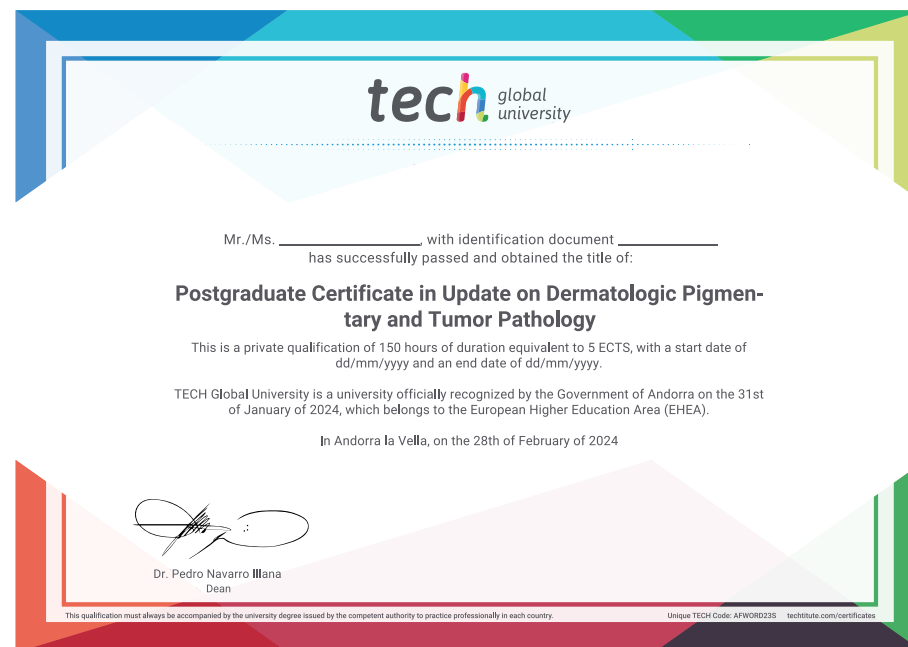 tech global
university
Mr./Ms. ____________, with identification document ____________
has successfully passed and obtained the title of:
Postgraduate Certificate in Update on Dermatologic Pigmen-
tary and Tumor Pathology
This is a private qualification of 150 hours of duration equivalent to 5 ECTS, with a start date of
dd/mm/yyyy and an end date of dd/mm/yyyy.
TECH Global University is a university officially recognized by the Government of Andorra on the 31st
of January of 2024, which belongs to the European Higher Education Area (EHEA).
In Andorra la Vella, on the 28th of February of 2024
Dr. Pedro Navarro Illana
Dean
This qualification must always be accompanied by the university degree issued by the competent authority to practice professionally in each country. Unique TECH Code: AFWORD23S techtitute.com/certificates